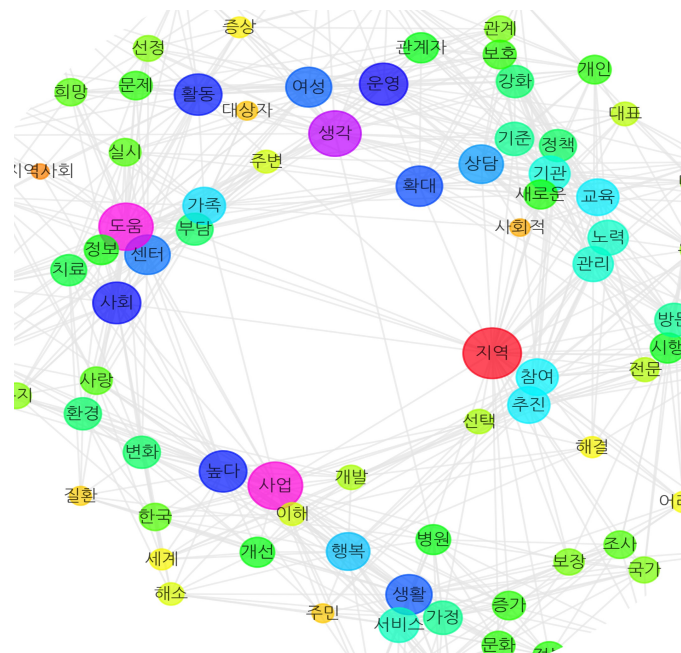 증상
관계
선정
관계자
보호
개인
희망
문제
활동
여성
운영
강화
대상자
대표
생각
기준
정책
실시
주변
상담
기관
지역사회
확대
새로운
교육
가족
도움
부담
사회적
노력
정보
센터
치료
관리
사회
시행
지역
전문
참여
사랑
추진
환경
선택
변화
해결
높다
사업
개발
질환
이해
한국
병원
조사
세계
개선
행복
보장
국가
해소
생활
증가
주민
서비스
가정
문화